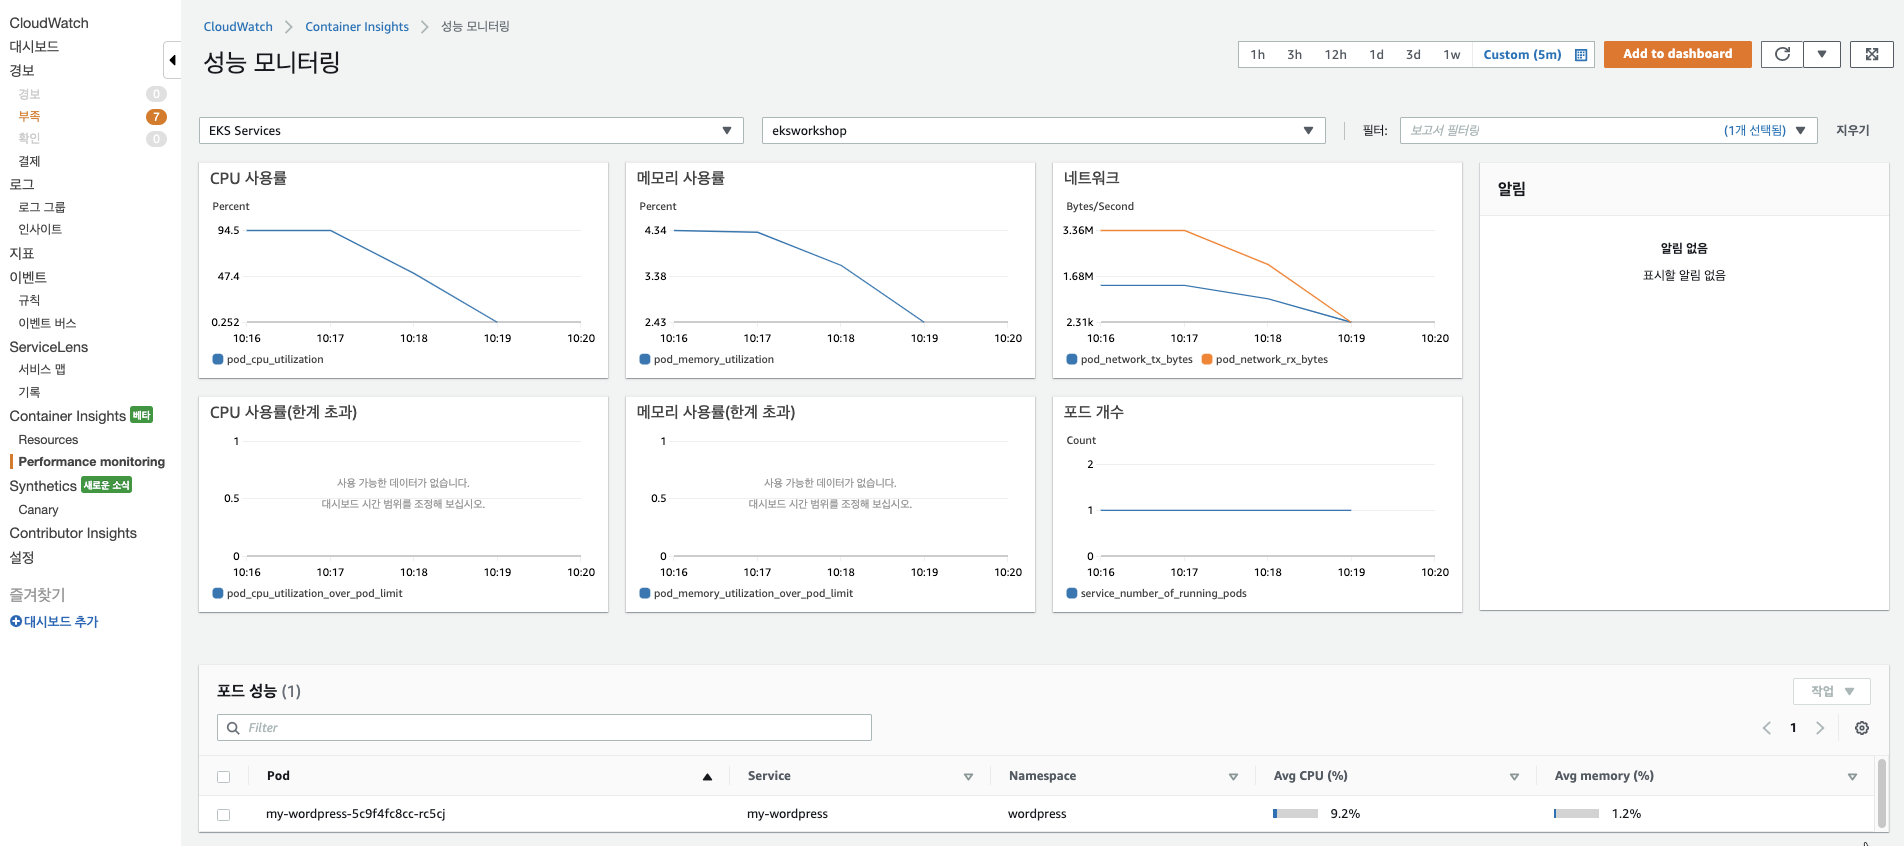 CloudWatch
대시보드
경보
경보 0
부족 7
확인 0
결제
로그
로그 그룹
인사이트
지표
이벤트
규칙
이벤트 버스
ServiceLens
서비스 맵
기록
Container Insights 베타
Resources
Performance monitoring
Synthetics 새로운 소식
Canary
Contributor Insights
설정
즐겨찾기
대시보드 추가
CloudWatch Container Insights 성능 모니터링
성능 모니터링
1h 3h 12h 1d 3d 1w Custom (5m) Add to dashboard
EKS Services eksworkshop 필터: 보고서 필터링 (1개 선택됨) 지우기
CPU 사용률
Percent
94.5
47.4
0.252
10:16 10:17 10:18 10:19 10:20
pod_cpu_utilization
메모리 사용률
Percent
4.34
3.38
2.43
10:16 10:17 10:18 10:19 10:20
pod_memory_utilization
네트워크
Bytes/Second
3.36M
1.68M
2.31k
10:16 10:17 10:18 10:19 10:20
pod_network_tx_bytes pod_network_rx_bytes
알림
알림 없음
표시할 알림 없음
CPU 사용률(한계 초과)
1
0.5
0
사용 가능한 데이터가 없습니다.
대시보드 시간 범위를 조정해 보십시오.
10:16 10:17 10:18 10:19 10:20
pod_cpu_utilization_over_pod_limit
메모리 사용률(한계 초과)
1
0.5
0
사용 가능한 데이터가 없습니다.
대시보드 시간 범위를 조정해 보십시오.
10:16 10:17 10:18 10:19 10:20
pod_memory_utilization_over_pod_limit
포드 개수
Count
2
1
0
10:16 10:17 10:18 10:19 10:20
service_number_of_running_pods
포드 성능 (1)
작업
Filter
1
Pod Service Namespace Avg CPU (%) Avg memory (%)
my-wordpress-5c9f4fc8cc-rc5cj my-wordpress wordpress 9.2% 1.2%